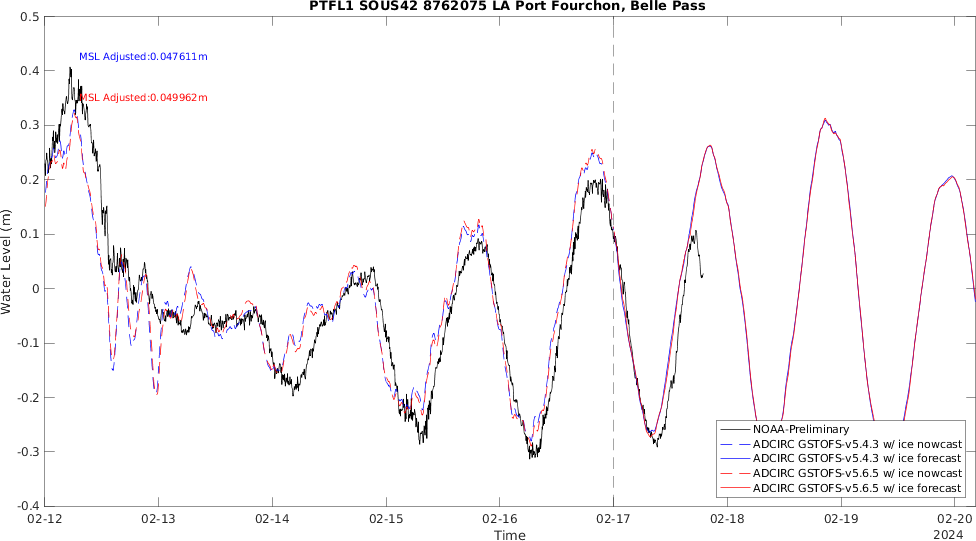 PTFL1 SOUS42 8762075 LA Port Fourchon, Belle Pass
0.5
0.4
0.3
0.2
0.1
0
-0.1
-0.2
-0.3
-0.4
Water Level (m)
MSL Adjusted:0.047611m
MSL Adjusted:0.049962m
NOAA-Preliminary
ADCIRC GSTOFS-v5.4.3 w/ ice nowcast
ADCIRC GSTOFS-v5.4.3 w/ ice forecast
ADCIRC GSTOFS-v5.6.5 w/ ice nowcast
ADCIRC GSTOFS-v5.6.5 w/ ice forecast
02-12 02-13 02-14 02-15 02-16 02-17 02-18 02-19 02-20
Time
2024